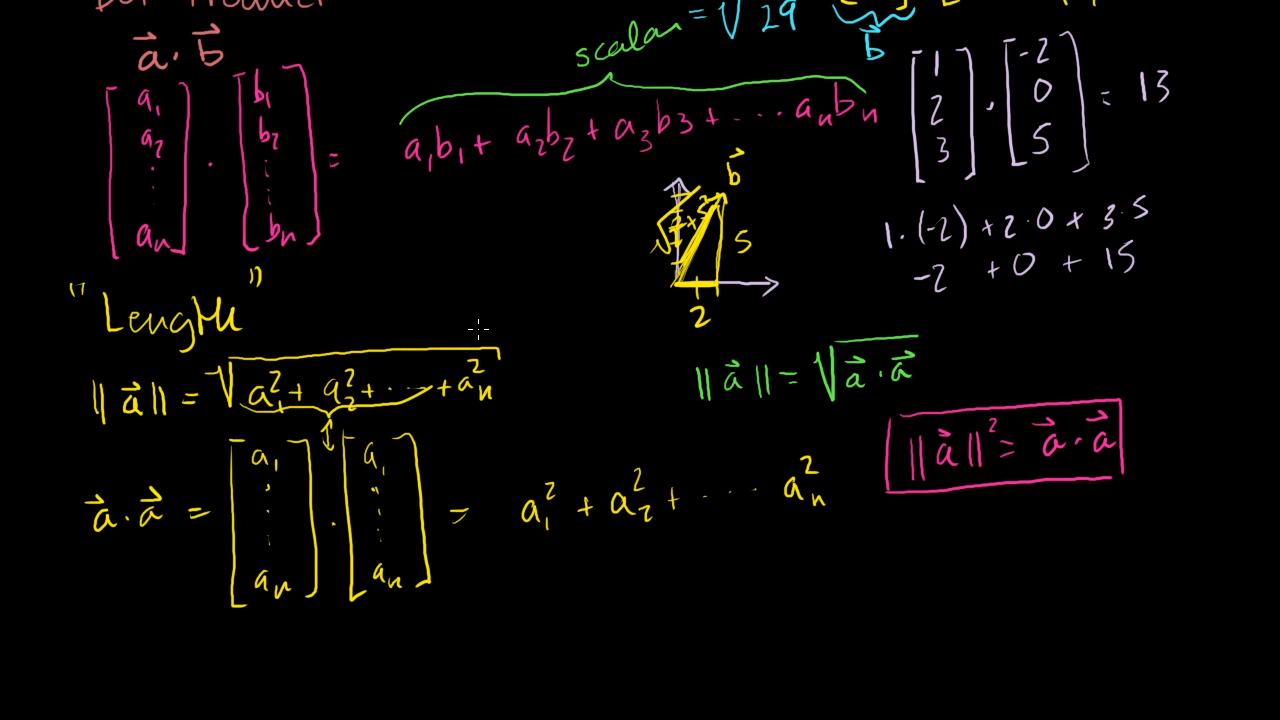 Dot Product
= √29
b⃗
a⃗ · b⃗
scalar
[a₁ a₂ ⋮ aₙ] · [b₁ b₂ ⋮ bₙ] = a₁b₁ + a₂b₂ + a₃b₃ + ···· aₙbₙ
[1 2 3] · [-2 0 5] = 13
1·(-2) + 2·0 + 3·5
-2 + 0 + 15
b⃗
5
2
"Length"
‖a⃗‖ = √(a₁² + a₂² + ··· + aₙ²)
‖a⃗‖ = √(a⃗ · a⃗)
‖a⃗‖² = a⃗ · a⃗
a⃗ · a⃗ = [a₁ ⋮ aₙ] · [a₁ ⋮ aₙ] = a₁² + a₂² + ···· aₙ²